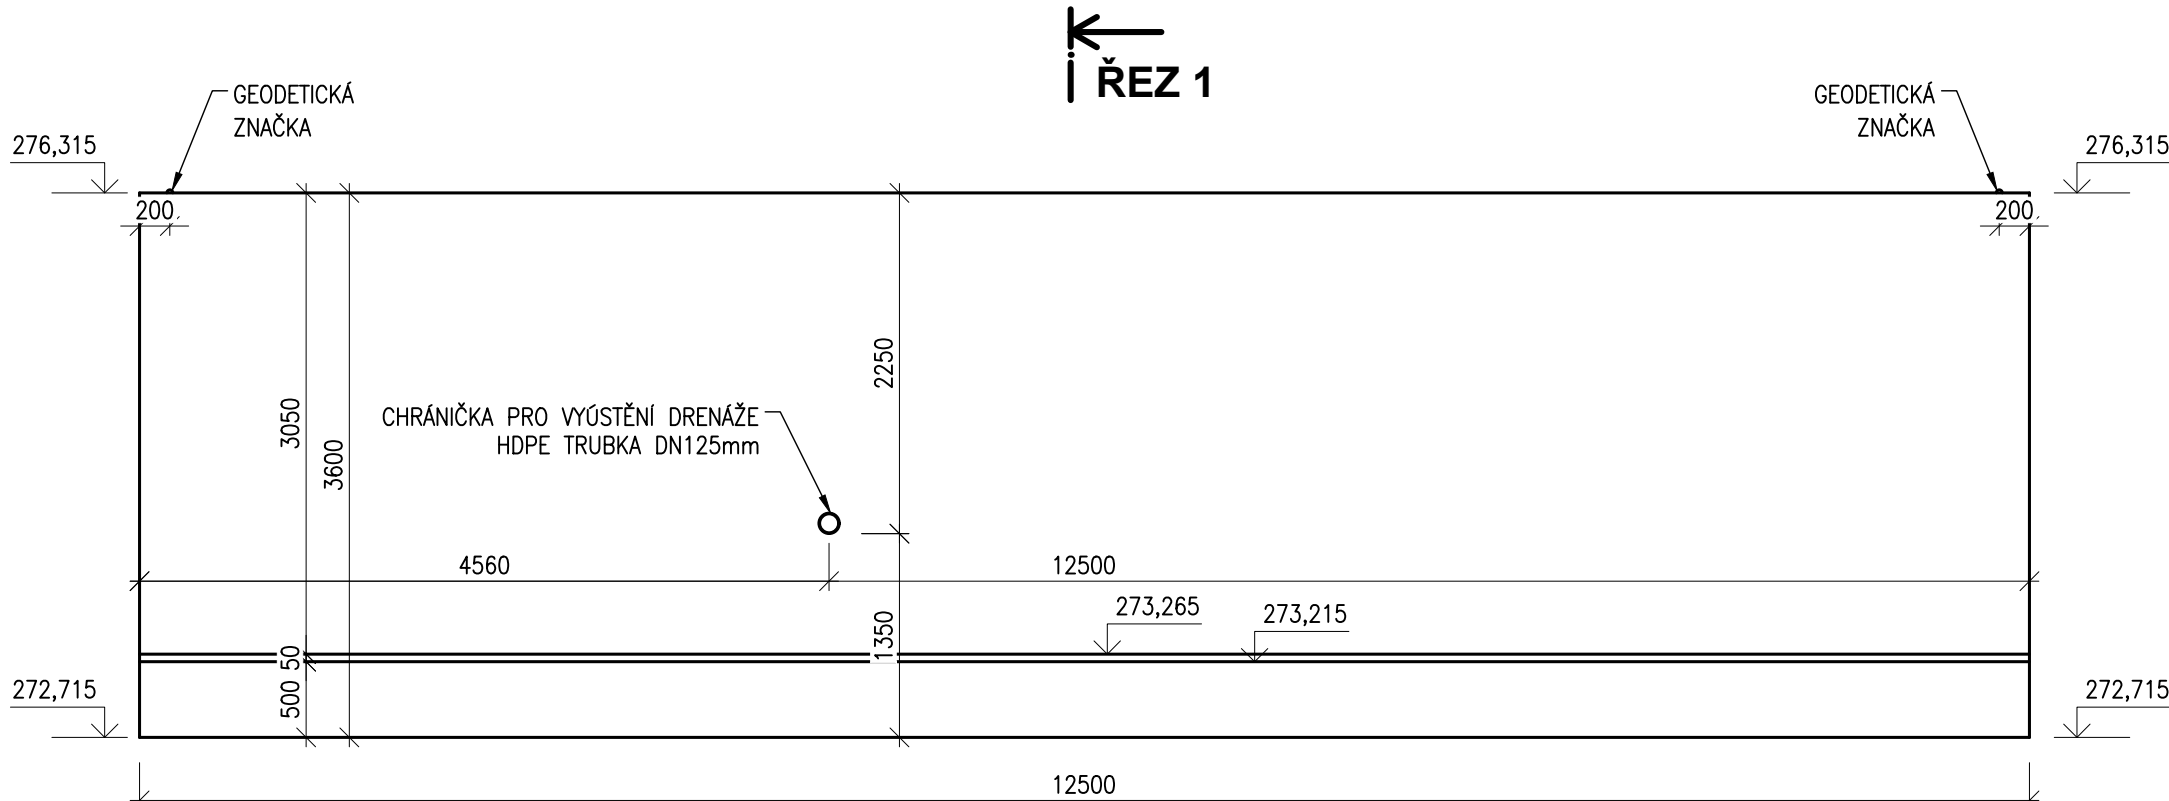 ŘEZ 1
GEODETICKÁ
ZNAČKA
GEODETICKÁ
ZNAČKA
276,315
276,315
200
200
2250
3050
3600
CHRÁNIČKA PRO VYÚSTĚNÍ DRENÁŽE
HDPE TRUBKA DN125mm
4560
12500
273,265
273,215
1350
50
500
272,715
272,715
12500